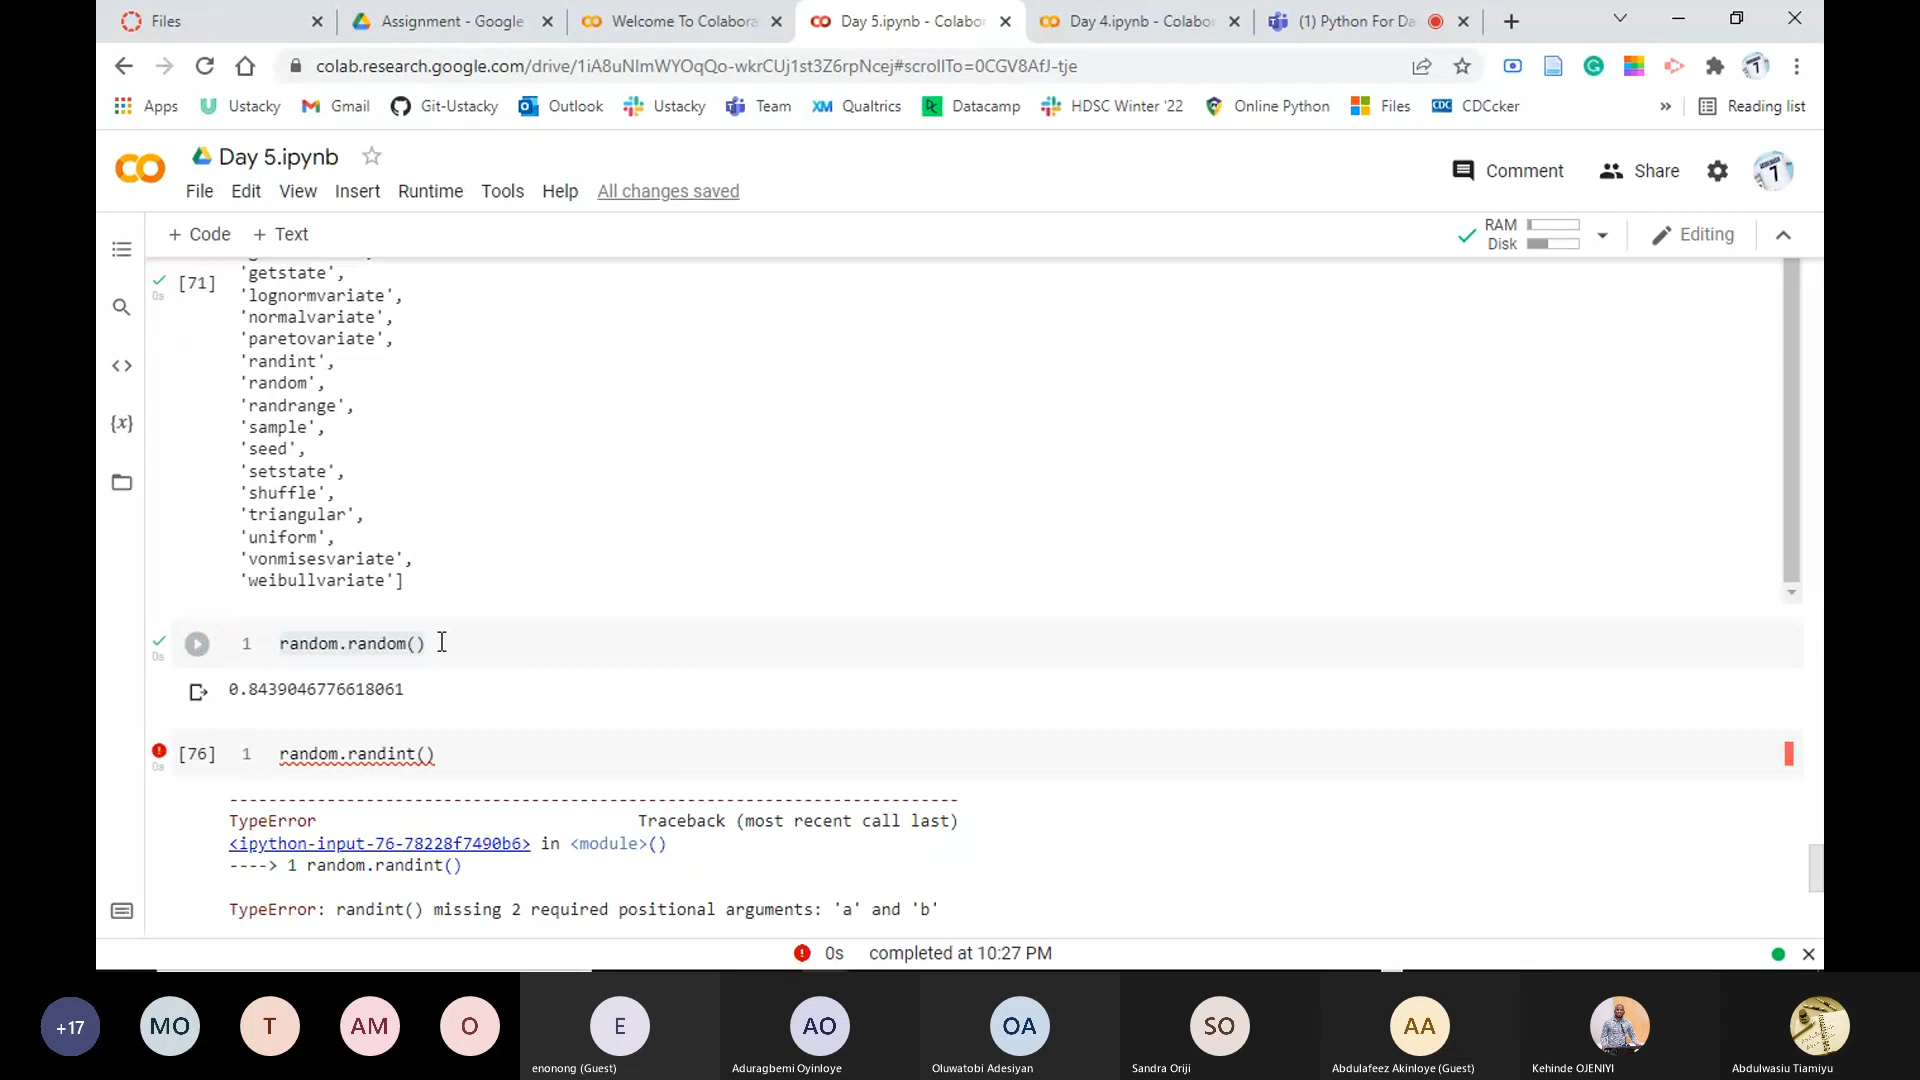 Files
Assignment - Google
Welcome To Colabora
Day 5.ipynb - Colabor
Day 4.ipynb - Colabor
(1) Python For Da
colab.research.google.com/drive/1iA8uNlmWYOqQo-wkrCUj1st3Z6rpNcej#scrollTo=0CGV8AfJ-tje
Apps Ustacky Gmail Git-Ustacky Outlook Ustacky Team XM Qualtrics Datacamp HDSC Winter '22 Online Python Files CDC CDCcker » Reading list
CO Day 5.ipynb
Comment Share
File Edit View Insert Runtime Tools Help All changes saved
+ Code + Text
RAM
Disk
Editing
[71]
'getstate',
'lognormvariate',
'normalvariate',
'paretovariate',
'randint',
'random',
'randrange',
'sample',
'seed',
'setstate',
'shuffle',
'triangular',
'uniform',
'vonmisesvariate',
'weibullvariate']
0s
1 random.random()
0s
0.8439046776618061
[76] 1 random.randint()
0s
---------------------------------------------------------------------------
TypeError Traceback (most recent call last)
<ipython-input-76-78228f7490b6> in <module>()
----> 1 random.randint()
TypeError: randint() missing 2 required positional arguments: 'a' and 'b'
0s completed at 10:27 PM
+17 MO T AM O E AO OA SO AA
enonong (Guest) Aduragbemi Oyinloye Oluwatobi Adesiyan Sandra Oriji Abdulafeez Akinloye (Guest) Kehinde OJENIYI Abdulwasiu Tiamiyu